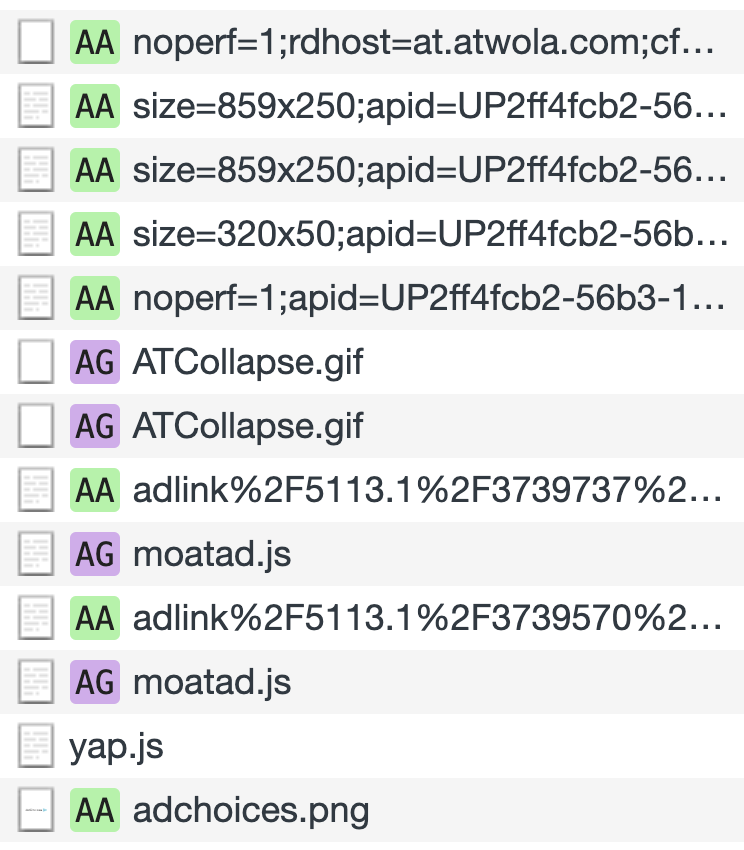 AA noperf=1;rdhost=at.atwola.com;cf…
AA size=859x250;apid=UP2ff4fcb2-56…
AA size=859x250;apid=UP2ff4fcb2-56…
AA size=320x50;apid=UP2ff4fcb2-56b…
AA noperf=1;apid=UP2ff4fcb2-56b3-1…
AG ATCollapse.gif
AG ATCollapse.gif
AA adlink%2F5113.1%2F3739737%2…
AG moatad.js
AA adlink%2F5113.1%2F3739570%2…
AG moatad.js
yap.js
AA adchoices.png